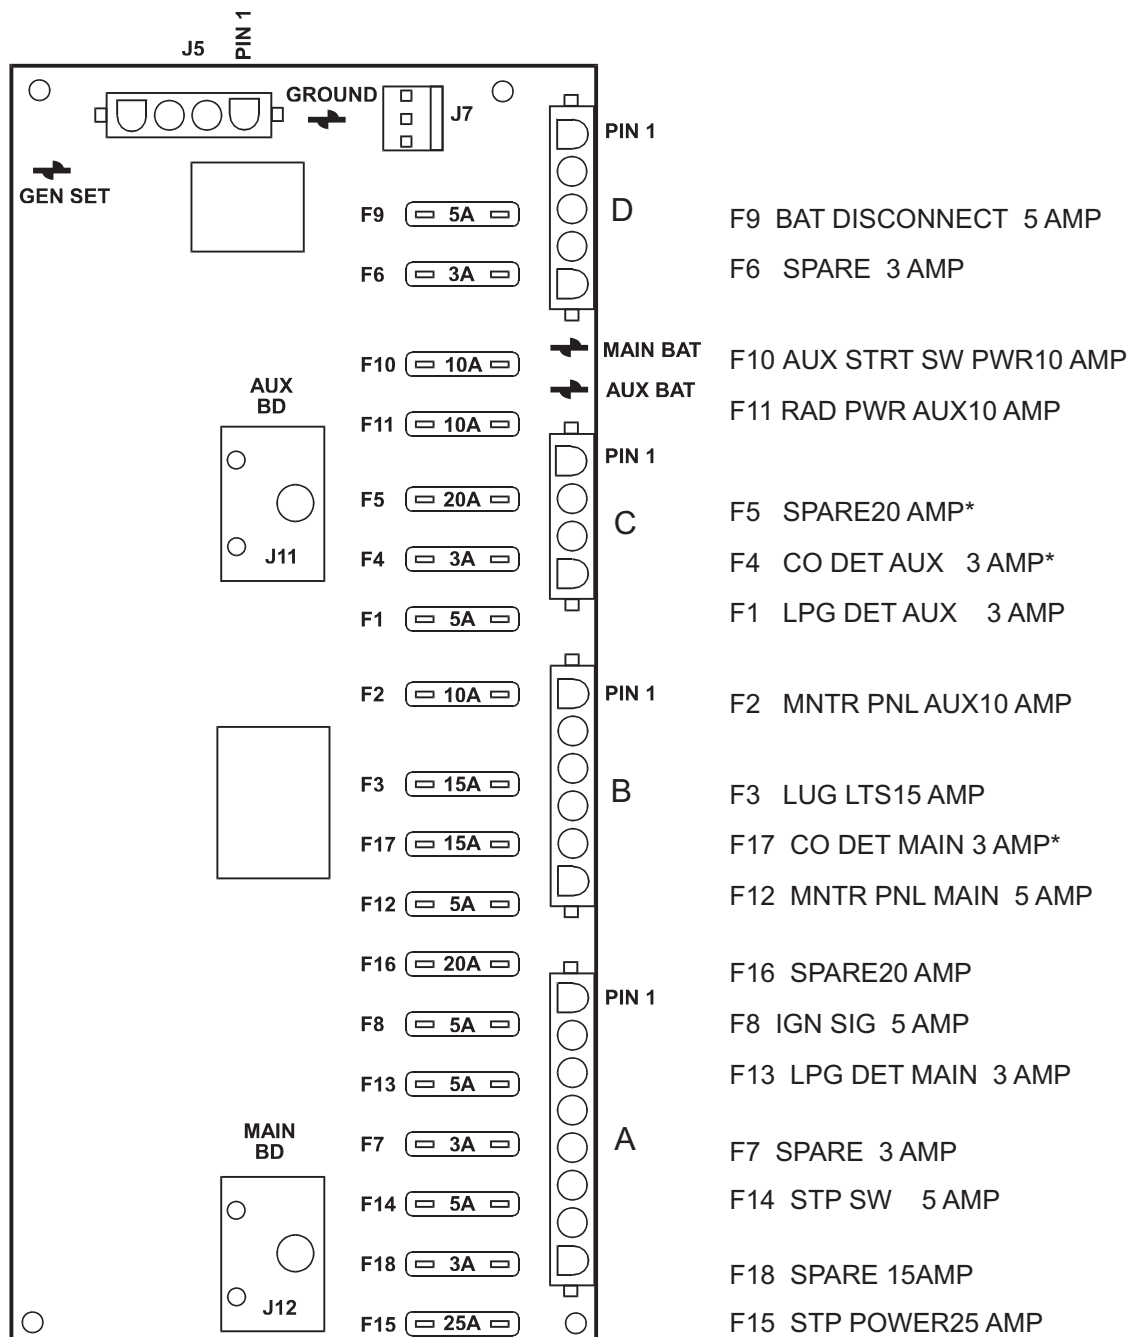 J5 PIN 1
GROUND
J7
GEN SET
PIN 1
D
F9 5A F9 BAT DISCONNECT 5 AMP
F6 3A F6 SPARE 3 AMP
MAIN BAT
F10 10A F10 AUX STRT SW PWR10 AMP
AUX BAT
AUX
BD
F11 10A F11 RAD PWR AUX10 AMP
PIN 1
C
F5 20A F5 SPARE20 AMP*
J11
F4 3A F4 CO DET AUX 3 AMP*
F1 5A F1 LPG DET AUX 3 AMP
PIN 1
F2 10A F2 MNTR PNL AUX10 AMP
B
F3 15A F3 LUG LTS15 AMP
F17 15A F17 CO DET MAIN 3 AMP*
F12 5A F12 MNTR PNL MAIN 5 AMP
F16 20A F16 SPARE20 AMP
PIN 1
F8 5A F8 IGN SIG 5 AMP
F13 5A F13 LPG DET MAIN 3 AMP
MAIN
BD
A
F7 3A F7 SPARE 3 AMP
F14 5A F14 STP SW 5 AMP
F18 3A F18 SPARE 15AMP
J12
F15 25A F15 STP POWER25 AMP